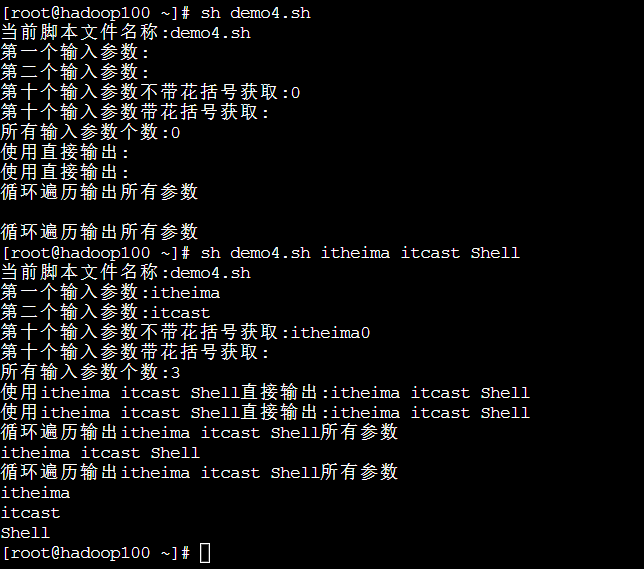 [root@hadoop100 ~]# sh demo4.sh
当前脚本文件名称:demo4.sh
第一个输入参数:
第二个输入参数:
第十个输入参数不带花括号获取:0
第十个输入参数带花括号获取:
所有输入参数个数:0
使用直接输出:
使用直接输出:
循环遍历输出所有参数

循环遍历输出所有参数
[root@hadoop100 ~]# sh demo4.sh itheima itcast Shell
当前脚本文件名称:demo4.sh
第一个输入参数:itheima
第二个输入参数:itcast
第十个输入参数不带花括号获取:itheima0
第十个输入参数带花括号获取:
所有输入参数个数:3
使用itheima itcast Shell直接输出:itheima itcast Shell
使用itheima itcast Shell直接输出:itheima itcast Shell
循环遍历输出itheima itcast Shell所有参数
itheima itcast Shell
循环遍历输出itheima itcast Shell所有参数
itheima
itcast
Shell
[root@hadoop100 ~]#